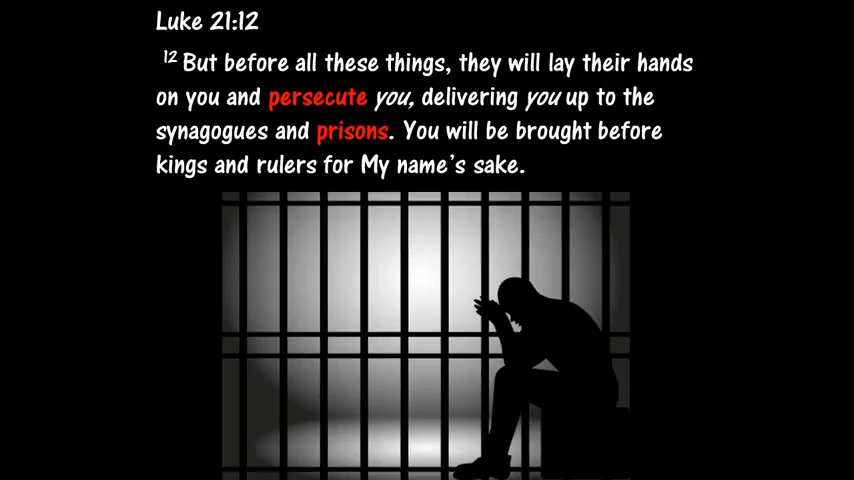 Luke 21:12
12 But before all these things, they will lay their hands
on you and persecute you, delivering you up to the
synagogues and prisons. You will be brought before
kings and rulers for My name's sake.